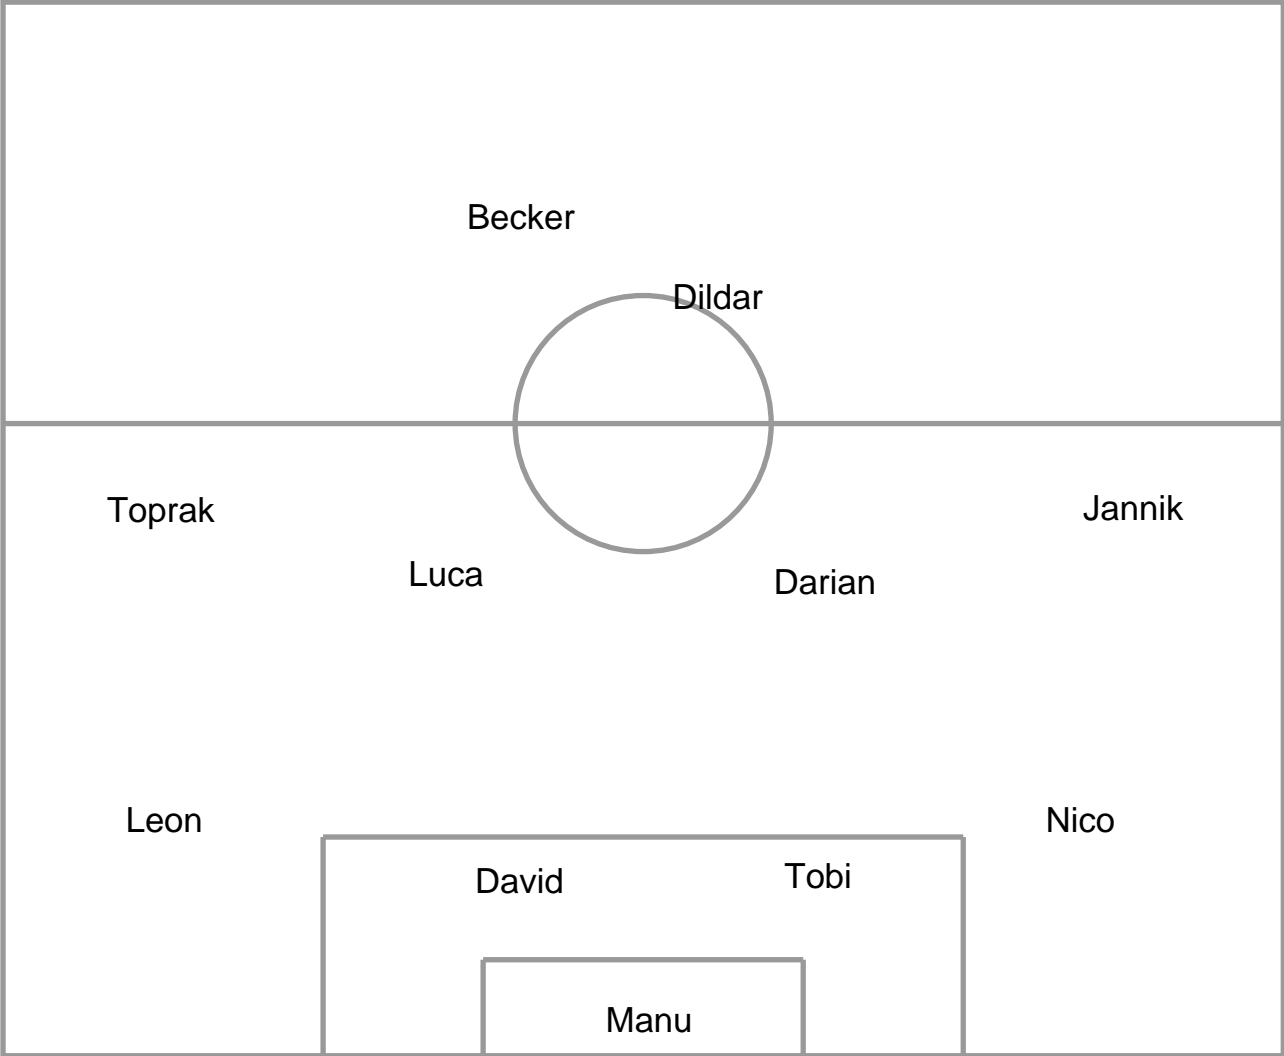 Becker
Dildar
Toprak
Jannik
Luca
Darian
Leon
Nico
David
Tobi
Manu